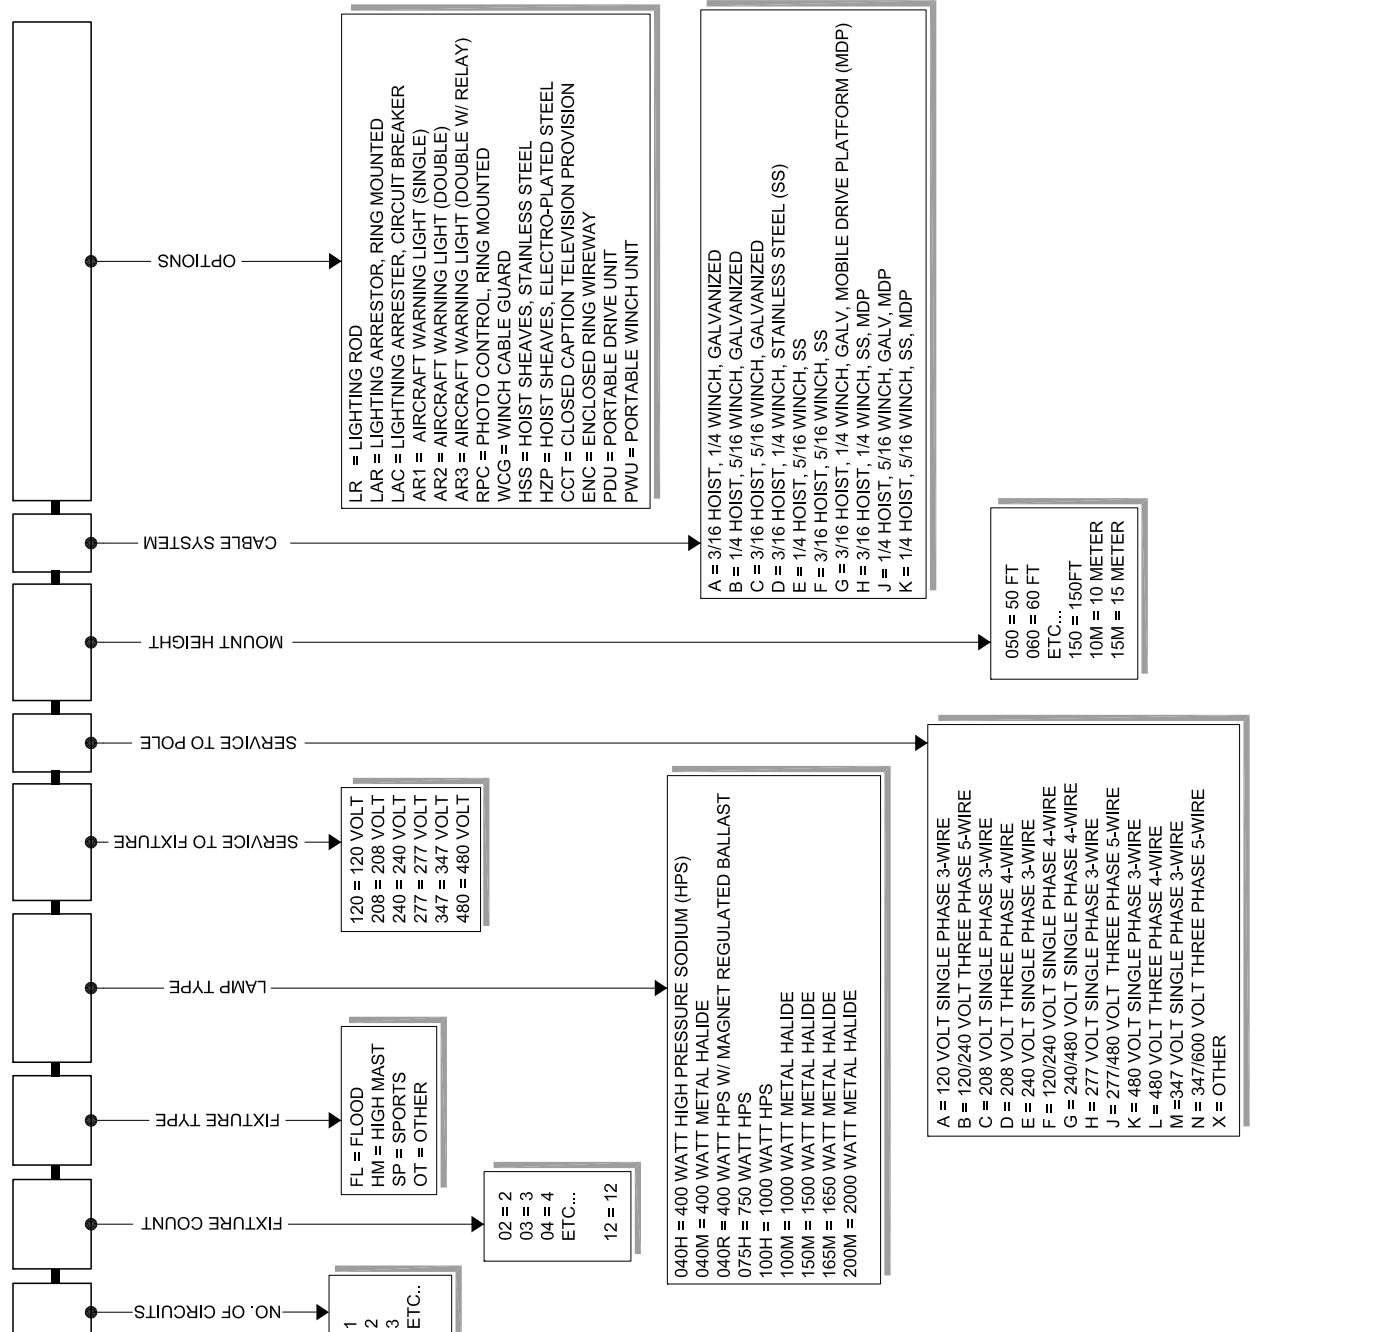 OPTIONS
LR = LIGHTING ROD
LAR = LIGHTING ARRESTOR, RING MOUNTED
LAC = LIGHTNING ARRESTER, CIRCUIT BREAKER
AR1 = AIRCRAFT WARNING LIGHT (SINGLE)
AR2 = AIRCRAFT WARNING LIGHT (DOUBLE)
AR3 = AIRCRAFT WARNING LIGHT (DOUBLE W/ RELAY)
RPC = PHOTO CONTROL, RING MOUNTED
WCG = WINCH CABLE GUARD
HSS = HOIST SHEAVES, STAINLESS STEEL
HZP = HOIST SHEAVES, ELECTRO-PLATED STEEL
CCT = CLOSED CAPTION TELEVISION PROVISION
ENC = ENCLOSED RING WIREWAY
PDU = PORTABLE DRIVE UNIT
PWU = PORTABLE WINCH UNIT
CABLE SYSTEM
A = 3/16 HOIST, 1/4 WINCH, GALVANIZED
B = 1/4 HOIST, 5/16 WINCH, GALVANIZED
C = 3/16 HOIST, 5/16 WINCH, GALVANIZED
D = 3/16 HOIST, 1/4 WINCH, STAINLESS STEEL (SS)
E = 1/4 HOIST, 5/16 WINCH, SS
F = 3/16 HOIST, 5/16 WINCH, SS
G = 3/16 HOIST, 1/4 WINCH, GALV, MOBILE DRIVE PLATFORM (MDP)
H = 3/16 HOIST, 1/4 WINCH, SS, MDP
J = 1/4 HOIST, 5/16 WINCH, GALV, MDP
K = 1/4 HOIST, 5/16 WINCH, SS, MDP
MOUNT HEIGHT
050 = 50 FT
060 = 60 FT
ETC...
150 = 150FT
10M = 10 METER
15M = 15 METER
SERVICE TO POLE
A = 120 VOLT SINGLE PHASE 3-WIRE
B = 120/240 VOLT THREE PHASE 5-WIRE
C = 208 VOLT SINGLE PHASE 3-WIRE
D = 208 VOLT THREE PHASE 4-WIRE
E = 240 VOLT SINGLE PHASE 3-WIRE
F = 120/240 VOLT SINGLE PHASE 4-WIRE
G = 240/480 VOLT SINGLE PHASE 4-WIRE
H = 277 VOLT SINGLE PHASE 3-WIRE
J = 277/480 VOLT THREE PHASE 5-WIRE
K = 480 VOLT SINGLE PHASE 3-WIRE
L = 480 VOLT THREE PHASE 4-WIRE
M =347 VOLT SINGLE PHASE 3-WIRE
N = 347/600 VOLT THREE PHASE 5-WIRE
X = OTHER
SERVICE TO FIXTURE
120 = 120 VOLT
208 = 208 VOLT
240 = 240 VOLT
277 = 277 VOLT
347 = 347 VOLT
480 = 480 VOLT
LAMP TYPE
040H = 400 WATT HIGH PRESSURE SODIUM (HPS)
040M = 400 WATT METAL HALIDE
040R = 400 WATT HPS W/ MAGNET REGULATED BALLAST
075H = 750 WATT HPS
100H = 1000 WATT HPS
100M = 1000 WATT METAL HALIDE
150M = 1500 WATT METAL HALIDE
165M = 1650 WATT METAL HALIDE
200M = 2000 WATT METAL HALIDE
FIXTURE TYPE
FL = FLOOD
HM = HIGH MAST
SP = SPORTS
OT = OTHER
FIXTURE COUNT
02 = 2
03 = 3
04 = 4
ETC...
12 = 12
NO. OF CIRCUITS
1
2
3
ETC..